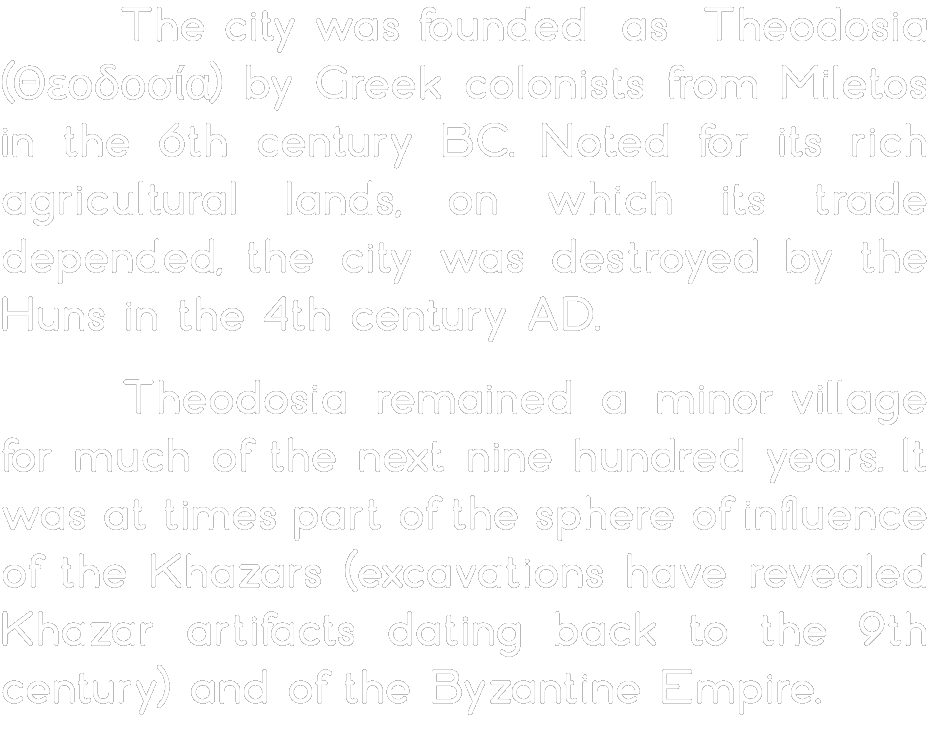 The city was founded as Theodosia
(Θεοδοσία) by Greek colonists from Miletos
in the 6th century BC. Noted for its rich
agricultural lands, on which its trade
depended, the city was destroyed by the
Huns in the 4th century AD.
Theodosia remained a minor village
for much of the next nine hundred years. It
was at times part of the sphere of influence
of the Khazars (excavations have revealed
Khazar artifacts dating back to the 9th
century) and of the Byzantine Empire.